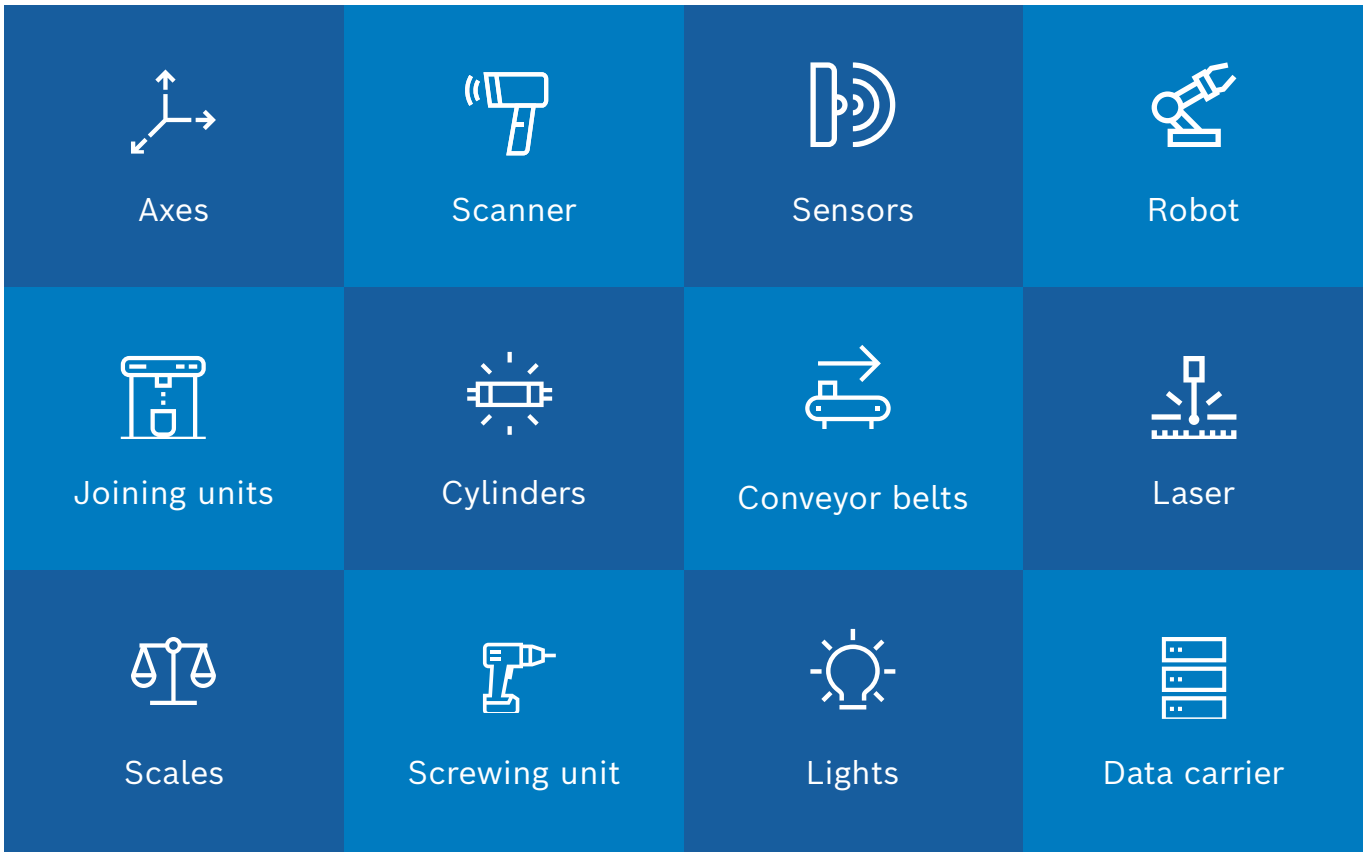 Axes
Scanner
Sensors
Robot
Joining units
Cylinders
Conveyor belts
Laser
Scales
Screwing unit
Lights
Data carrier